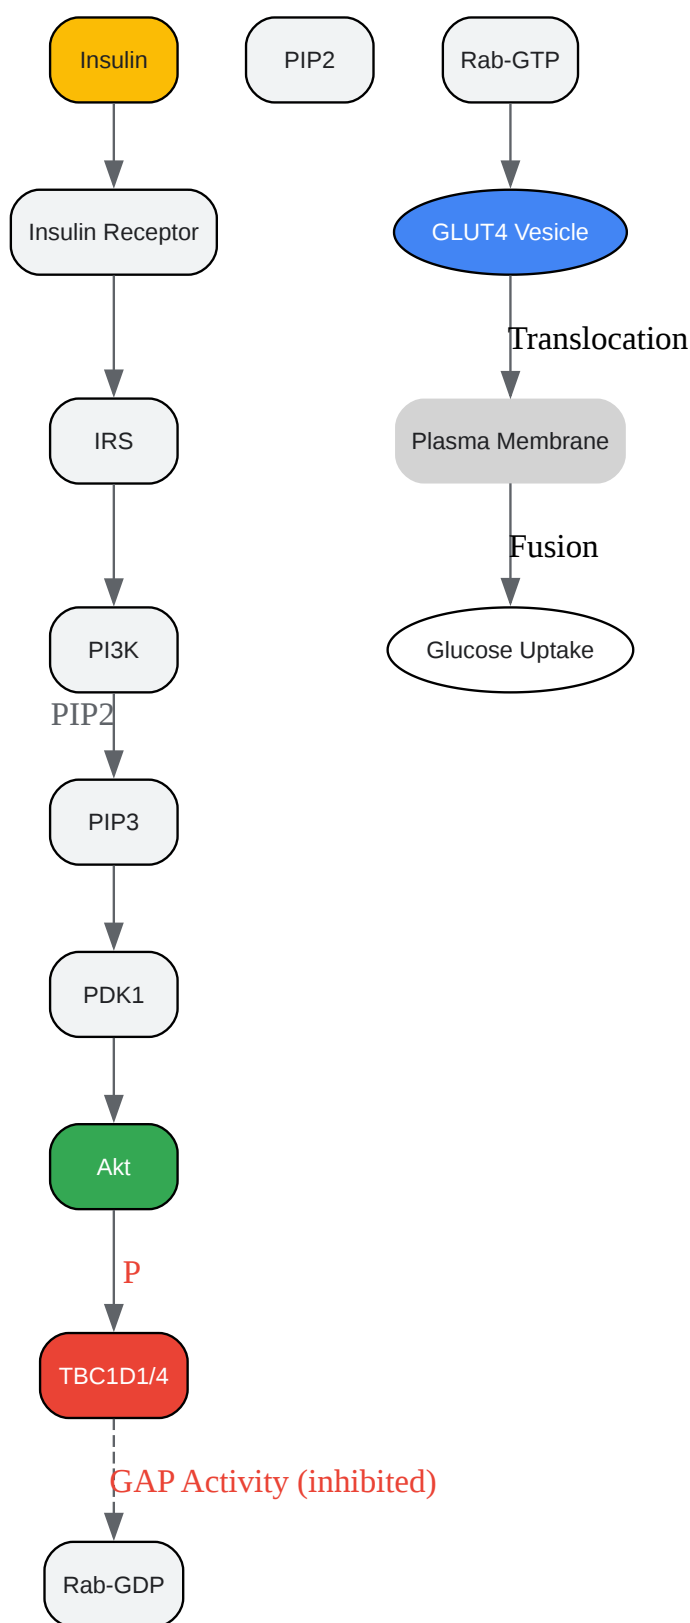 Insulin
PIP2
Rab-GTP
Insulin Receptor
GLUT4 Vesicle
Translocation
IRS
Plasma Membrane
Fusion
PI3K
Glucose Uptake
PIP2
PIP3
PDK1
Akt
P
TBC1D1/4
GAP Activity (inhibited)
Rab-GDP